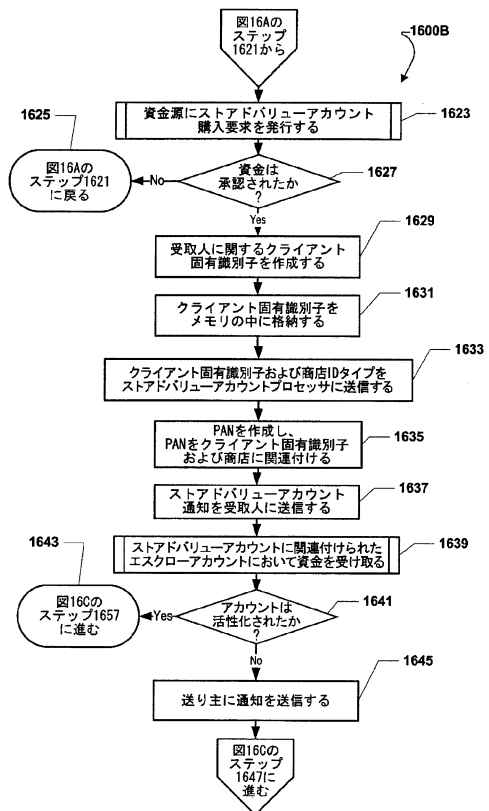 図16Aの
ステップ
1621から
1600B
資金源にストアドバリューアカウント
購入要求を発行する
1623
1625
図16Aの
ステップ1621
に戻る
No
資金は
承認されたか
?
1627
Yes
1629
受取人に関するクライアント
固有識別子を作成する
1631
クライアント固有識別子を
メモリの中に格納する
1633
クライアント固有識別子および商店IDタイプを
ストアドバリューアカウントプロセッサに送信する
PANを作成し、
PANをクライアント固有識別子
および商店に関連付ける
1635
ストアドバリューアカウント
通知を受取人に送信する
1637
ストアドバリューアカウントに関連付けられた
エスクローアカウントにおいて資金を受け取る
1639
1643
図16Cの
ステップ1657
に進む
Yes
アカウントは
活性化されたか
?
1641
No
1645
送り主に通知を送信する
図16Cの
ステップ
1647に
進む